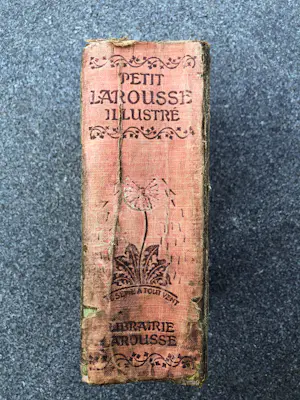 PETIT
LAROUSSE
ILLUSTRÉ
JE SÈME À TOUT VENT
LIBRAIRIE
LAROUSSE